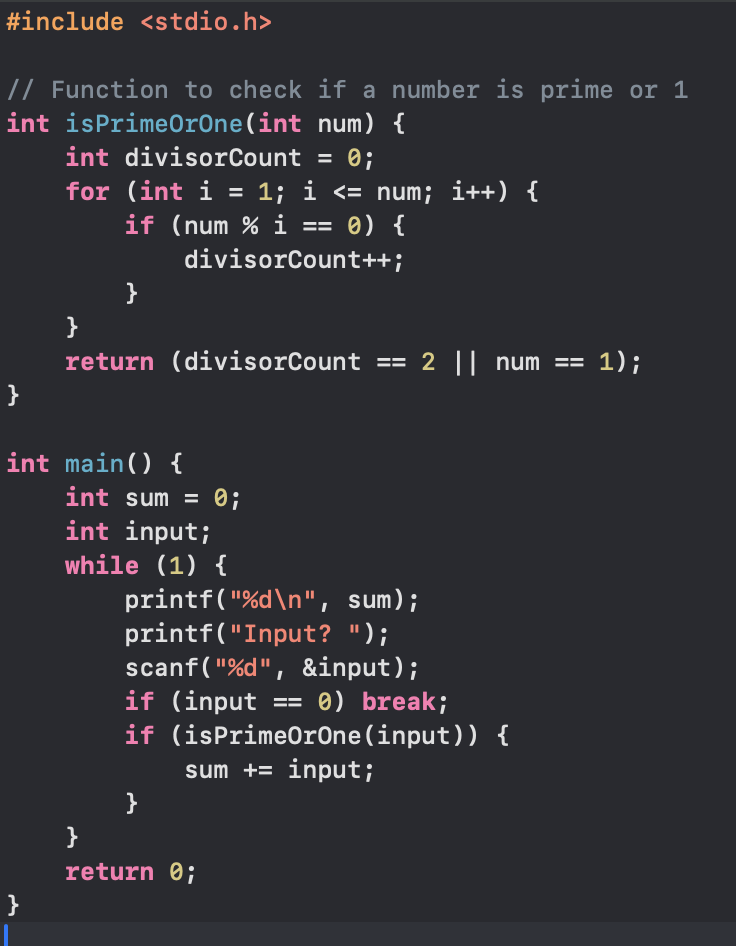 #include <stdio.h>

// Function to check if a number is prime or 1
int isPrimeOrOne(int num) {
    int divisorCount = 0;
    for (int i = 1; i <= num; i++) {
        if (num % i == 0) {
            divisorCount++;
        }
    }
    return (divisorCount == 2 || num == 1);
}

int main() {
    int sum = 0;
    int input;
    while (1) {
        printf("%d\n", sum);
        printf("Input? ");
        scanf("%d", &input);
        if (input == 0) break;
        if (isPrimeOrOne(input)) {
            sum += input;
        }
    }
    return 0;
}